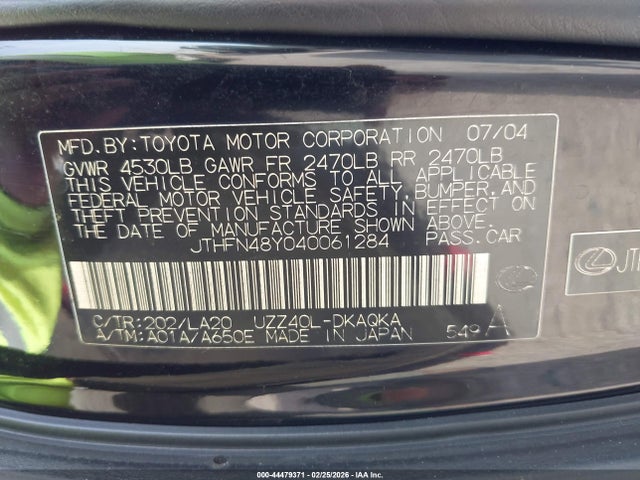 MFD. BY: TOYOTA MOTOR CORPORATION 07/04
GVWR 4530LB GAWR FR 2470LB RR 2470LB
THIS VEHICLE CONFORMS TO ALL APPLICABLE
FEDERAL MOTOR VEHICLE SAFETY, BUMPER, AND
THEFT PREVENTION STANDARDS IN EFFECT ON
THE DATE OF MANUFACTURE SHOWN ABOVE.
JTHFN48Y040061284 PASS. CAR
C/TR: 202/LA20 UZZ40L-DKAQKA
A/TM: A01A/A650E MADE IN JAPAN 549 A
JTH
000-44479371 - 02/25/2026 - IAA Inc.